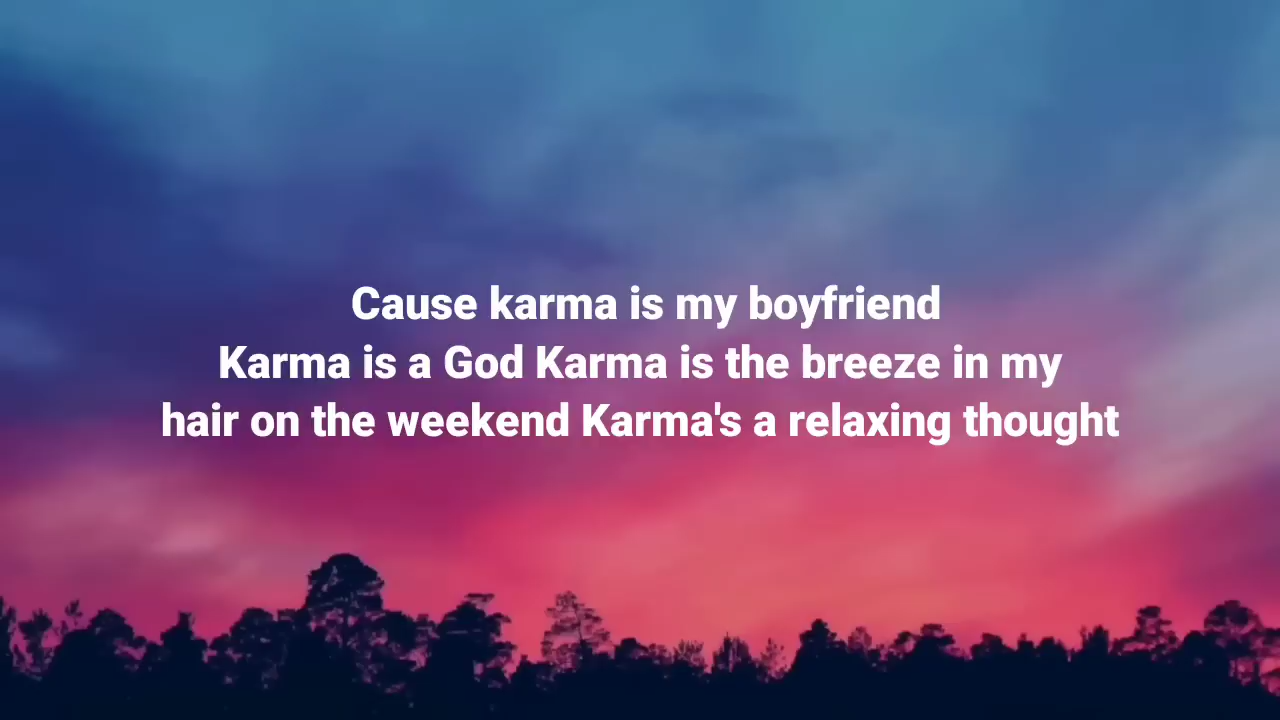 Cause karma is my boyfriend
Karma is a God Karma is the breeze in my
hair on the weekend Karma's a relaxing thought